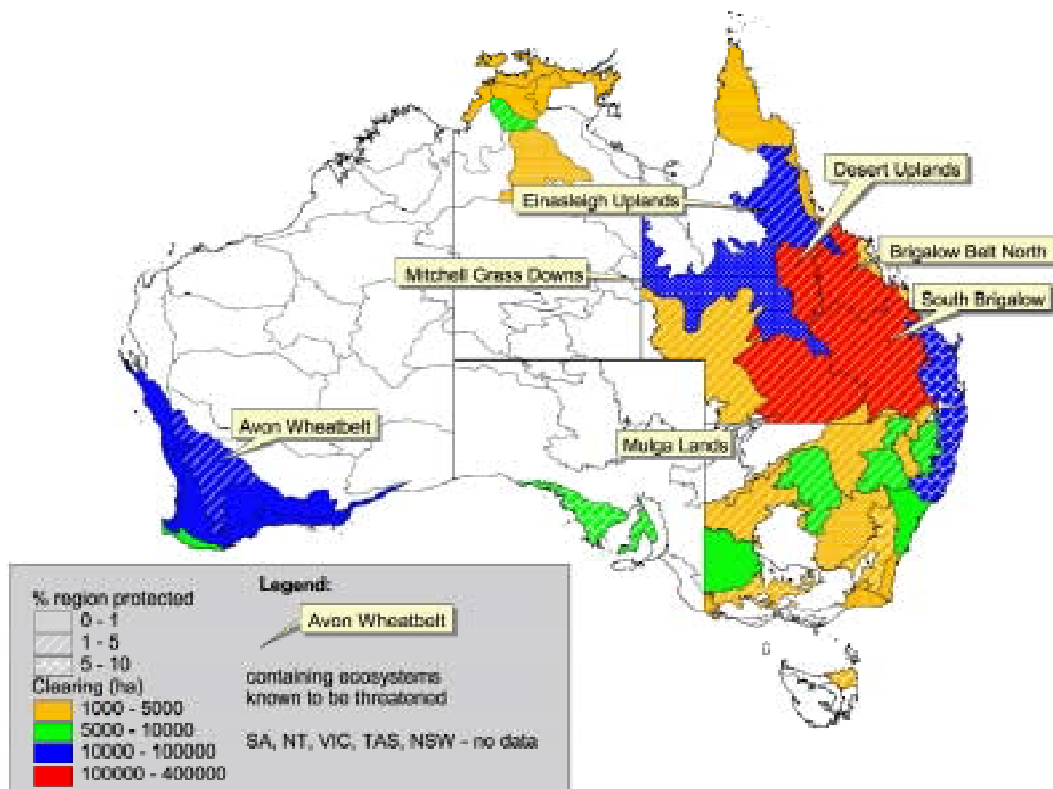 Desert Uplands
Einasleigh Uplands
Brigalow Belt North
Mitchell Grass Downs
South Brigalow
Avon Wheatbelt
Mulga Lands
Legend:
% region protected
0 - 1
1 - 5
5 - 10
Avon Wheatbelt
containing ecosystems
known to be threatened
Clearing (ha)
1000 - 5000
5000 - 10000
10000 - 100000
100000 - 400000
SA, NT, VIC, TAS, NSW - no data